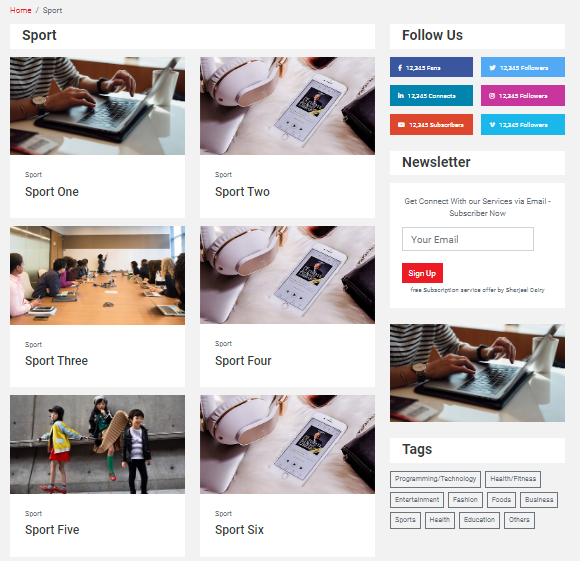 Home / Sport
Sport
Sport
Sport One
Sport
Sport Two
Sport
Sport Three
Sport
Sport Four
Sport
Sport Five
Sport
Sport Six
Follow Us
12,345 Fans
12,345 Followers
12,345 Connects
12,345 Followers
12,345 Subscribers
12,345 Followers
Newsletter
Get Connect With our Services via Email -
Subscriber Now
Your Email
Sign Up
free Subscription service offer by Sharjeel Dairy
Tags
Programming/Technology
Health/Fitness
Entertainment
Fashion
Foods
Business
Sports
Health
Education
Others